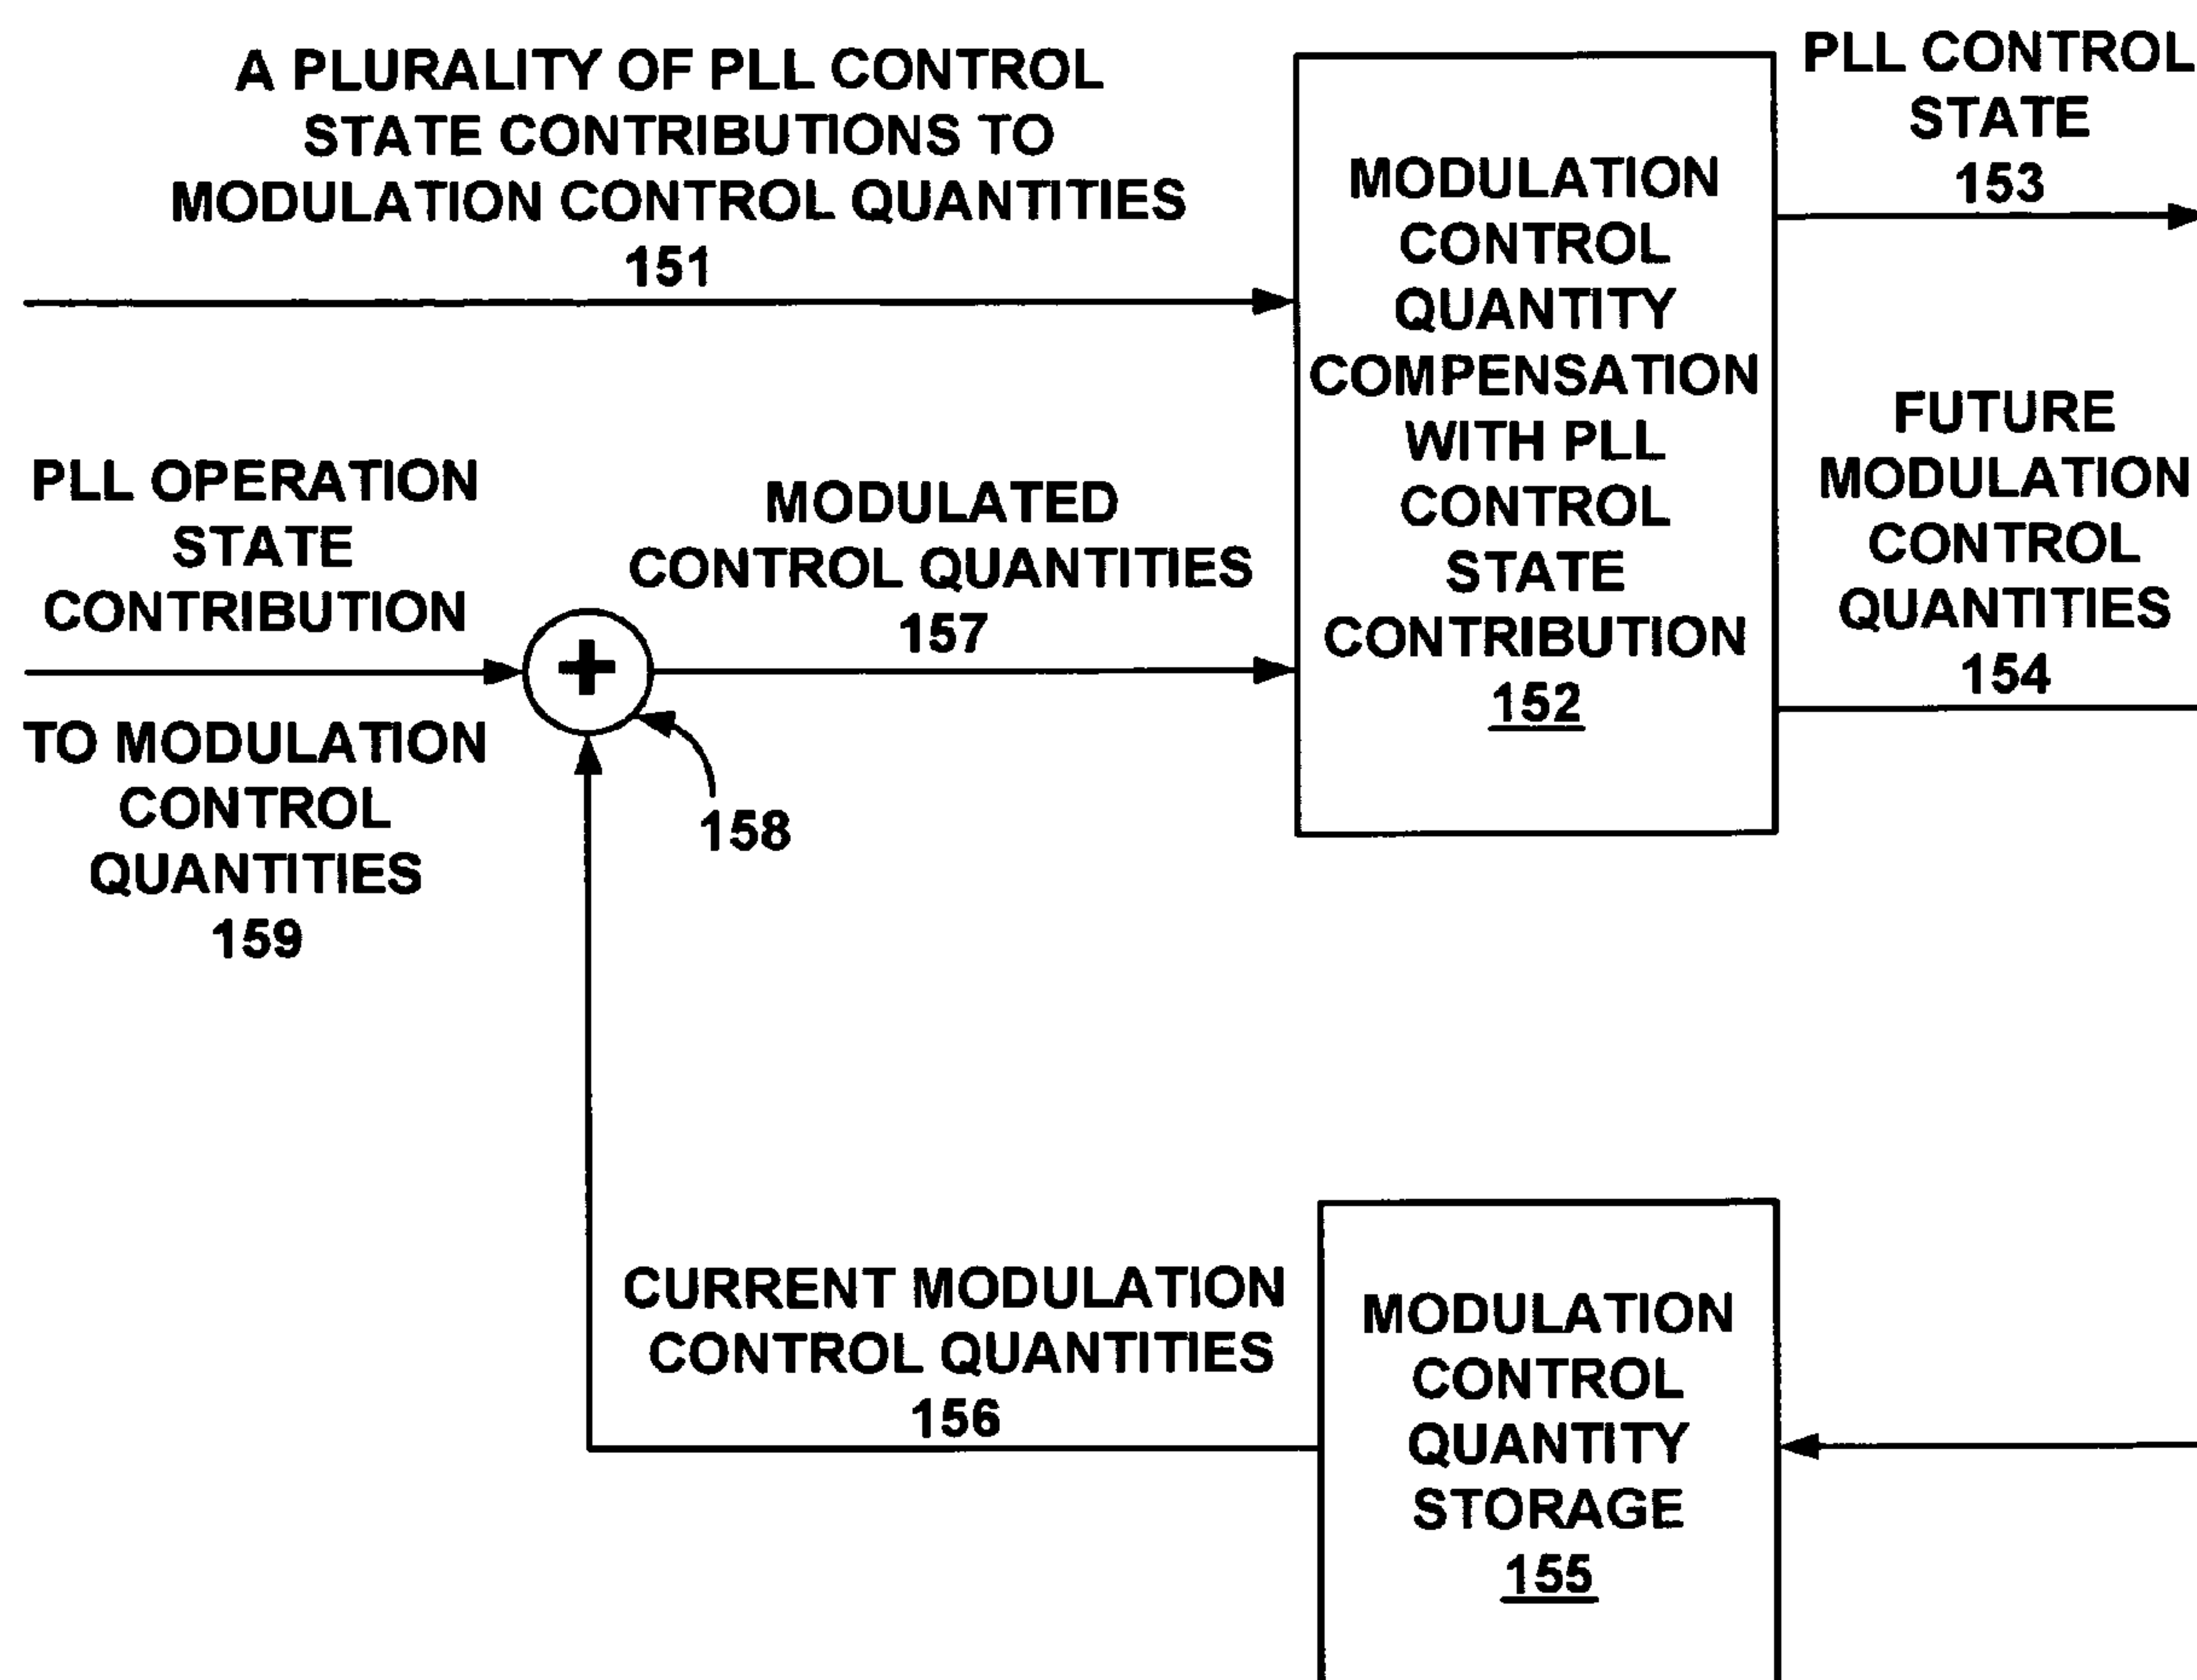 A PLURALITY OF PLL CONTROL
STATE CONTRIBUTIONS TO
MODULATION CONTROL QUANTITIES
151
MODULATION
CONTROL
QUANTITY
COMPENSATION
WITH PLL
CONTROL
STATE
CONTRIBUTION
152
PLL CONTROL
STATE
153
FUTURE
MODULATION
CONTROL
QUANTITIES
154
PLL OPERATION
STATE
CONTRIBUTION
TO MODULATION
CONTROL
QUANTITIES
159
+
MODULATED
CONTROL QUANTITIES
157
158
CURRENT MODULATION
CONTROL QUANTITIES
156
MODULATION
CONTROL
QUANTITY
STORAGE
155